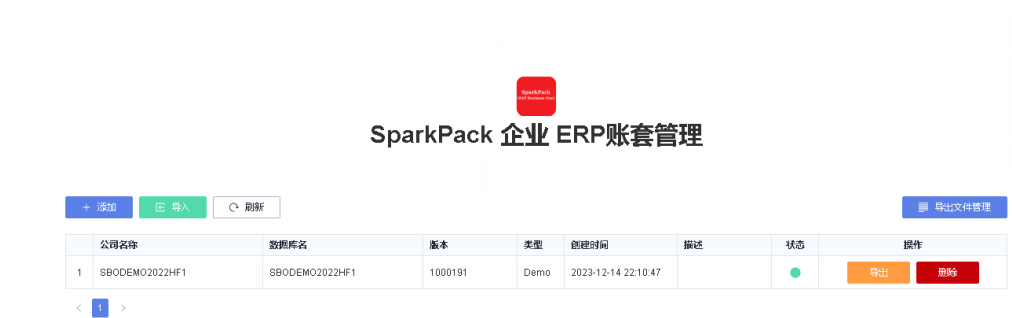 SparkPack
SparkPack 企业 ERP账套管理
+ 添加 导入 刷新 导出文件管理
公司名称 数据库名 版本 类型 创建时间 描述 状态 操作
1 SBODEMO2022HF1 SBODEMO2022HF1 1000191 Demo 2023-12-14 22:10:47 导出 删除
< 1 >